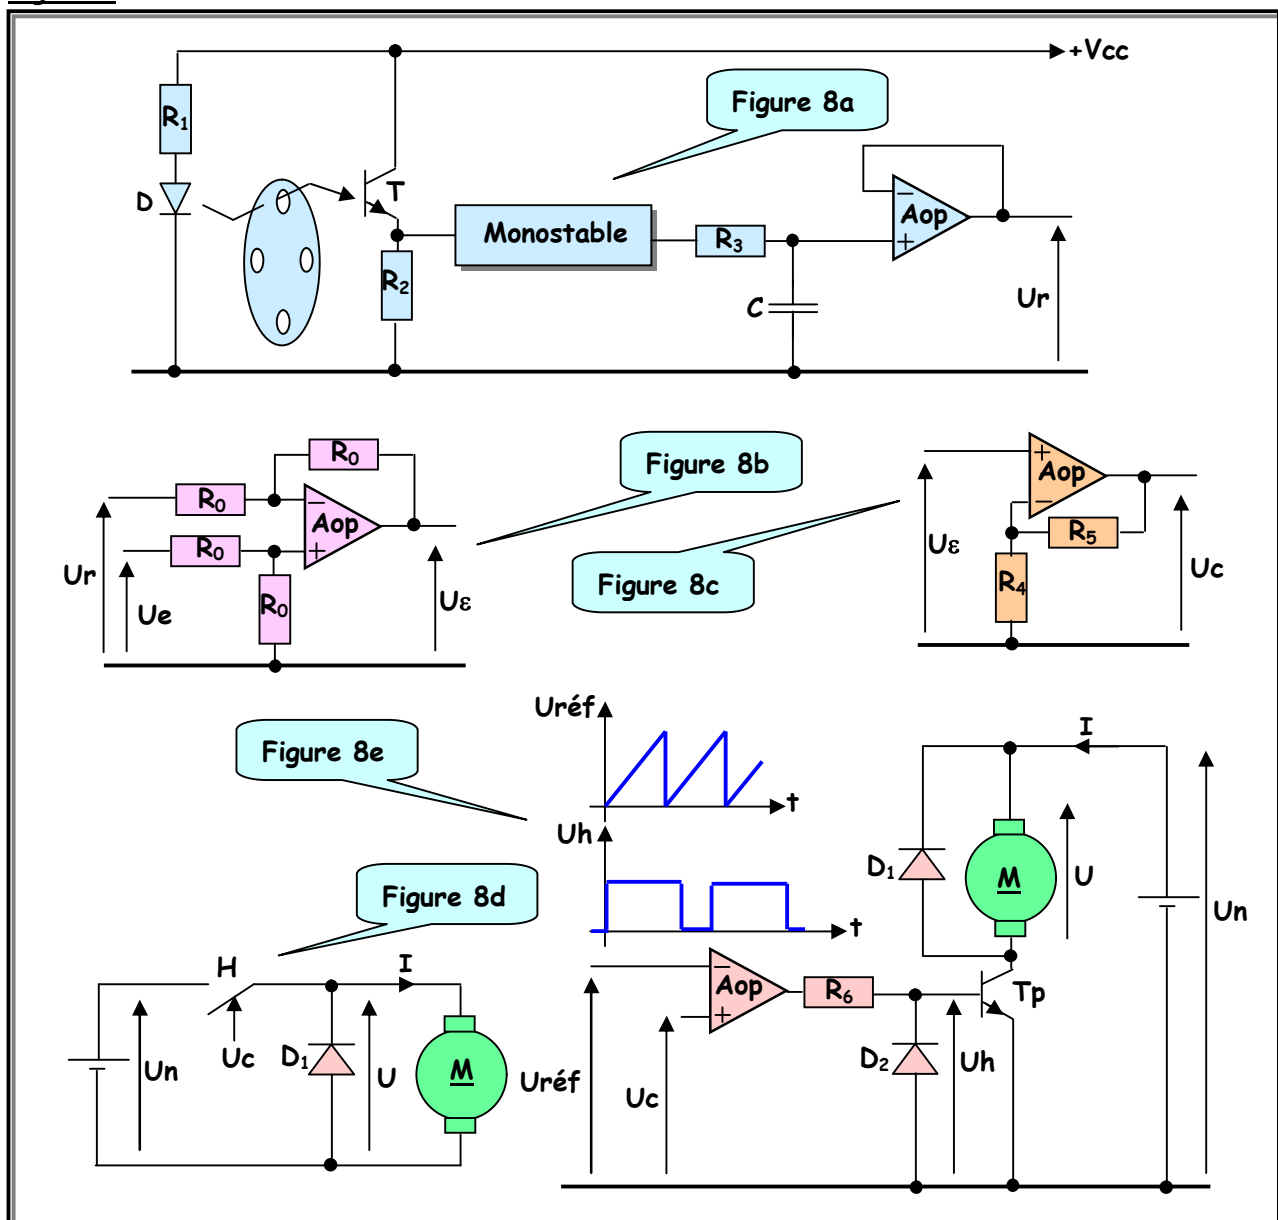 +Vcc
Figure 8a
R1
D
T
Monostable
R2
R3
C
Aop
−
+
Ur
R0
R0
R0
R0
Aop
−
+
Ur
Ue
Uε
Figure 8b
Figure 8c
Uε
+
−
Aop
R5
R4
Uc
Figure 8e
Uréf
t
Uh
t
Figure 8d
H
I
Un
Uc
D1
U
M
Uréf
Uc
Aop
−
+
R6
D2
Uh
Tp
D1
M
U
I
Un